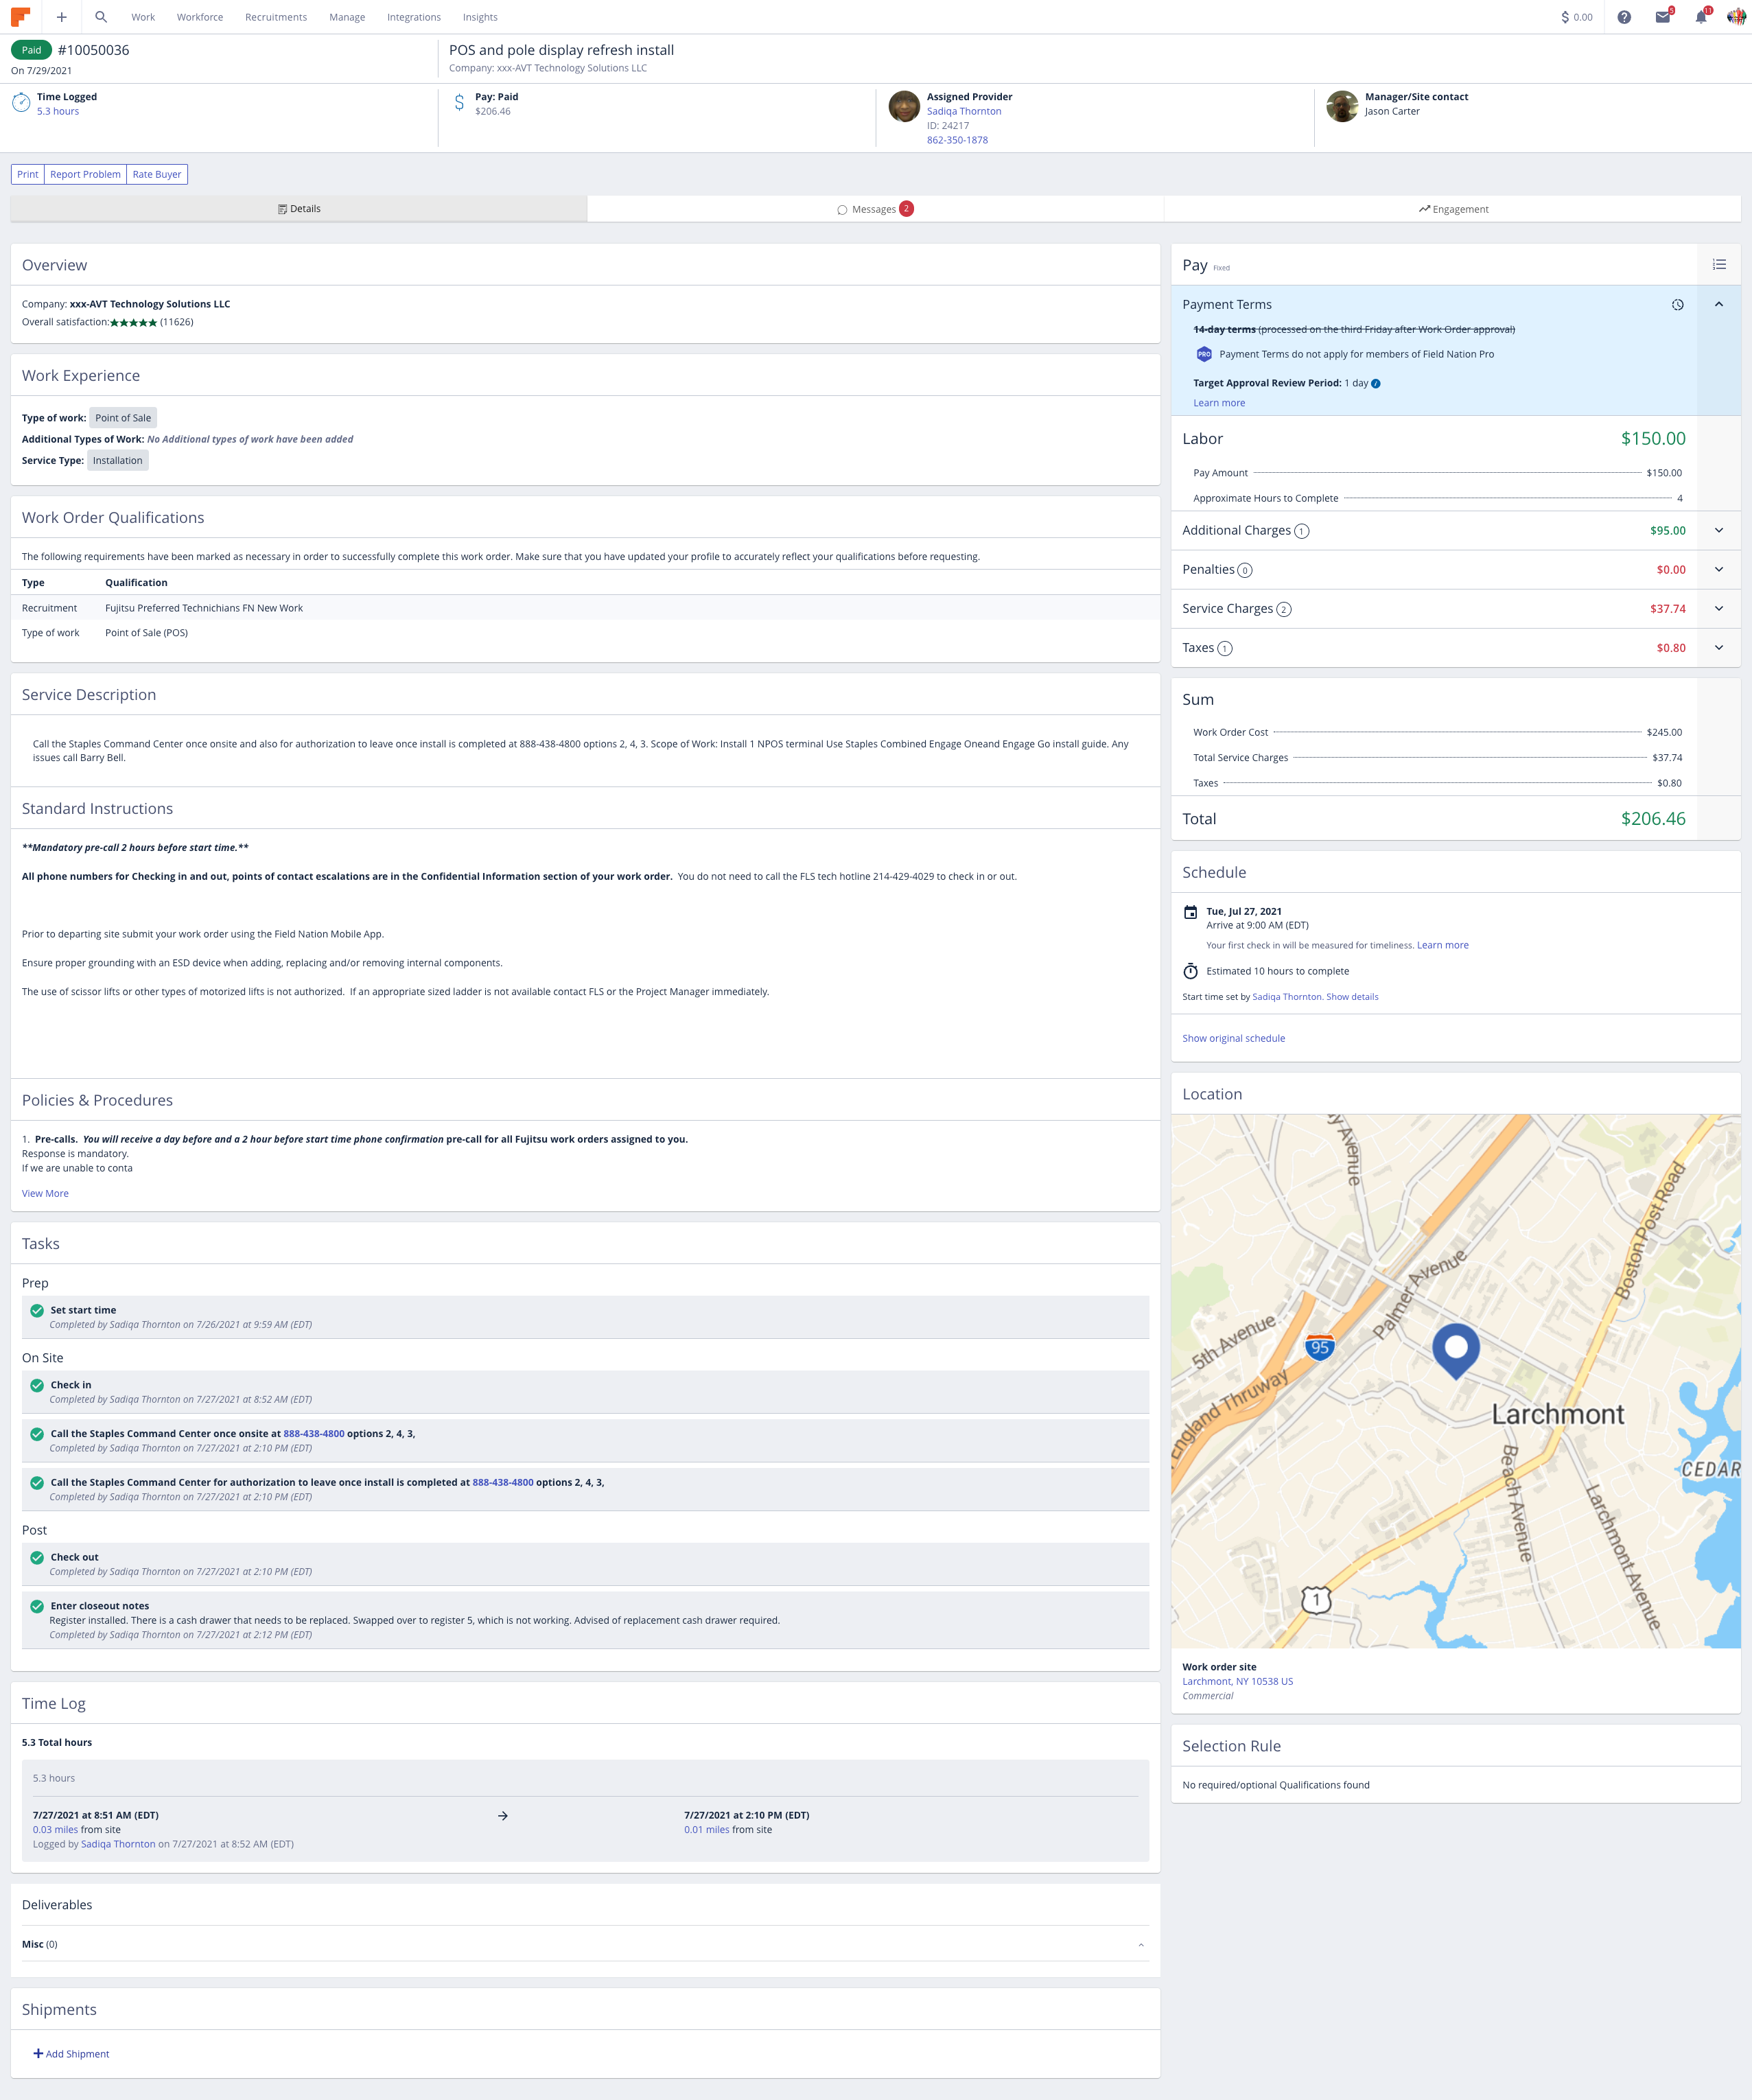 Work Workforce Recruitments Manage Integrations Insights
$ 0.00 5 11
Paid #10050036
On 7/29/2021
POS and pole display refresh install
Company: xxx-AVT Technology Solutions LLC
Time Logged
5.3 hours
Pay: Paid
$206.46
Assigned Provider
Sadiqa Thornton
ID: 24217
862-350-1878
Manager/Site contact
Jason Carter
Print Report Problem Rate Buyer
Details Messages 2 Engagement
Overview
Company: xxx-AVT Technology Solutions LLC
Overall satisfaction:★★★★★ (11626)
Work Experience
Type of work: Point of Sale
Additional Types of Work: No Additional types of work have been added
Service Type: Installation
Work Order Qualifications
The following requirements have been marked as necessary in order to successfully complete this work order. Make sure that you have updated your profile to accurately reflect your qualifications before requesting.
Type Qualification
Recruitment Fujitsu Preferred Technichians FN New Work
Type of work Point of Sale (POS)
Service Description
Call the Staples Command Center once onsite and also for authorization to leave once install is completed at 888-438-4800 options 2, 4, 3. Scope of Work: Install 1 NPOS terminal Use Staples Combined Engage Oneand Engage Go install guide. Any
issues call Barry Bell.
Standard Instructions
**Mandatory pre-call 2 hours before start time.**
All phone numbers for Checking in and out, points of contact escalations are in the Confidential Information section of your work order. You do not need to call the FLS tech hotline 214-429-4029 to check in or out.
Prior to departing site submit your work order using the Field Nation Mobile App.
Ensure proper grounding with an ESD device when adding, replacing and/or removing internal components.
The use of scissor lifts or other types of motorized lifts is not authorized. If an appropriate sized ladder is not available contact FLS or the Project Manager immediately.
Policies & Procedures
1. Pre-calls. You will receive a day before and a 2 hour before start time phone confirmation pre-call for all Fujitsu work orders assigned to you.
Response is mandatory.
If we are unable to conta
View More
Tasks
Prep
Set start time
Completed by Sadiqa Thornton on 7/26/2021 at 9:59 AM (EDT)
On Site
Check in
Completed by Sadiqa Thornton on 7/27/2021 at 8:52 AM (EDT)
Call the Staples Command Center once onsite at 888-438-4800 options 2, 4, 3,
Completed by Sadiqa Thornton on 7/27/2021 at 2:10 PM (EDT)
Call the Staples Command Center for authorization to leave once install is completed at 888-438-4800 options 2, 4, 3,
Completed by Sadiqa Thornton on 7/27/2021 at 2:10 PM (EDT)
Post
Check out
Completed by Sadiqa Thornton on 7/27/2021 at 2:10 PM (EDT)
Enter closeout notes
Register installed. There is a cash drawer that needs to be replaced. Swapped over to register 5, which is not working. Advised of replacement cash drawer required.
Completed by Sadiqa Thornton on 7/27/2021 at 2:12 PM (EDT)
Time Log
5.3 Total hours
5.3 hours
7/27/2021 at 8:51 AM (EDT) → 7/27/2021 at 2:10 PM (EDT)
0.03 miles from site 0.01 miles from site
Logged by Sadiqa Thornton on 7/27/2021 at 8:52 AM (EDT)
Deliverables
Misc (0)
Shipments
+ Add Shipment
Pay Fixed
Payment Terms
14-day terms (processed on the third Friday after Work Order approval)
PRO Payment Terms do not apply for members of Field Nation Pro
Target Approval Review Period: 1 day i
Learn more
Labor $150.00
Pay Amount $150.00
Approximate Hours to Complete 4
Additional Charges 1 $95.00
Penalties 0 $0.00
Service Charges 2 $37.74
Taxes 1 $0.80
Sum
Work Order Cost $245.00
Total Service Charges $37.74
Taxes $0.80
Total $206.46
Schedule
Tue, Jul 27, 2021
Arrive at 9:00 AM (EDT)
Your first check in will be measured for timeliness. Learn more
Estimated 10 hours to complete
Start time set by Sadiqa Thornton. Show details
Show original schedule
Location
y Avenue
Boston Post Road
Palmer Avenue
5th Avenue
95
England Thruway
Larchmont
CEDAR
Beach Avenue
Larchmont Avenue
1
Work order site
Larchmont, NY 10538 US
Commercial
Selection Rule
No required/optional Qualifications found